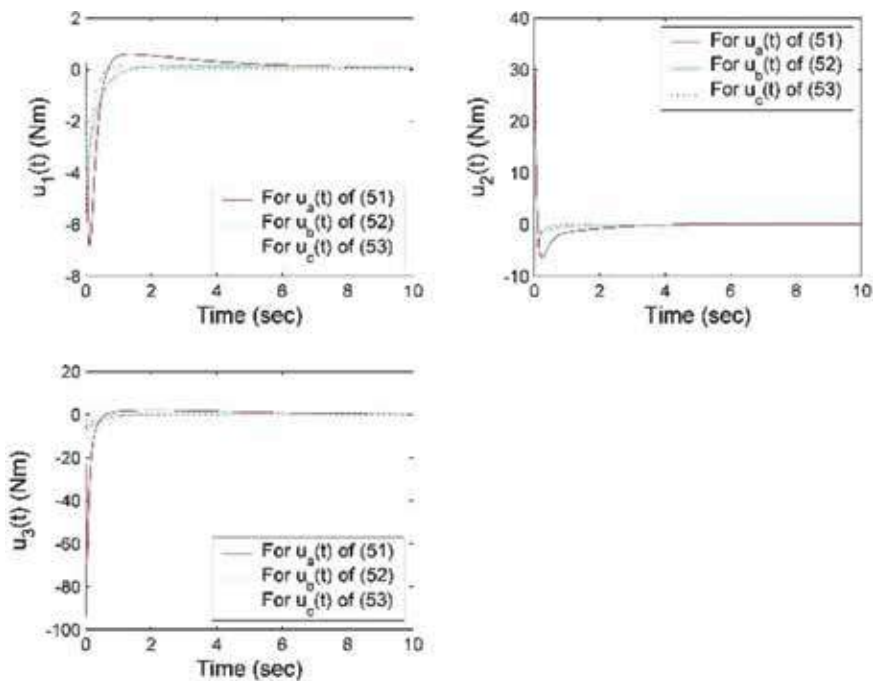 2
0
-2
-4
-6
-8
u1(t) (Nm)
For ua(t) of (51)
For ub(t) of (52)
For uc(t) of (53)
0 2 4 6 8 10
Time (sec)
40
30
20
10
0
-10
u2(t) (Nm)
For ua(t) of (51)
For ub(t) of (52)
For uc(t) of (53)
0 2 4 6 8 10
Time (sec)
20
0
-20
-40
-60
-80
-100
u3(t) (Nm)
For ua(t) of (51)
For ub(t) of (52)
For uc(t) of (53)
0 2 4 6 8 10
Time (sec)